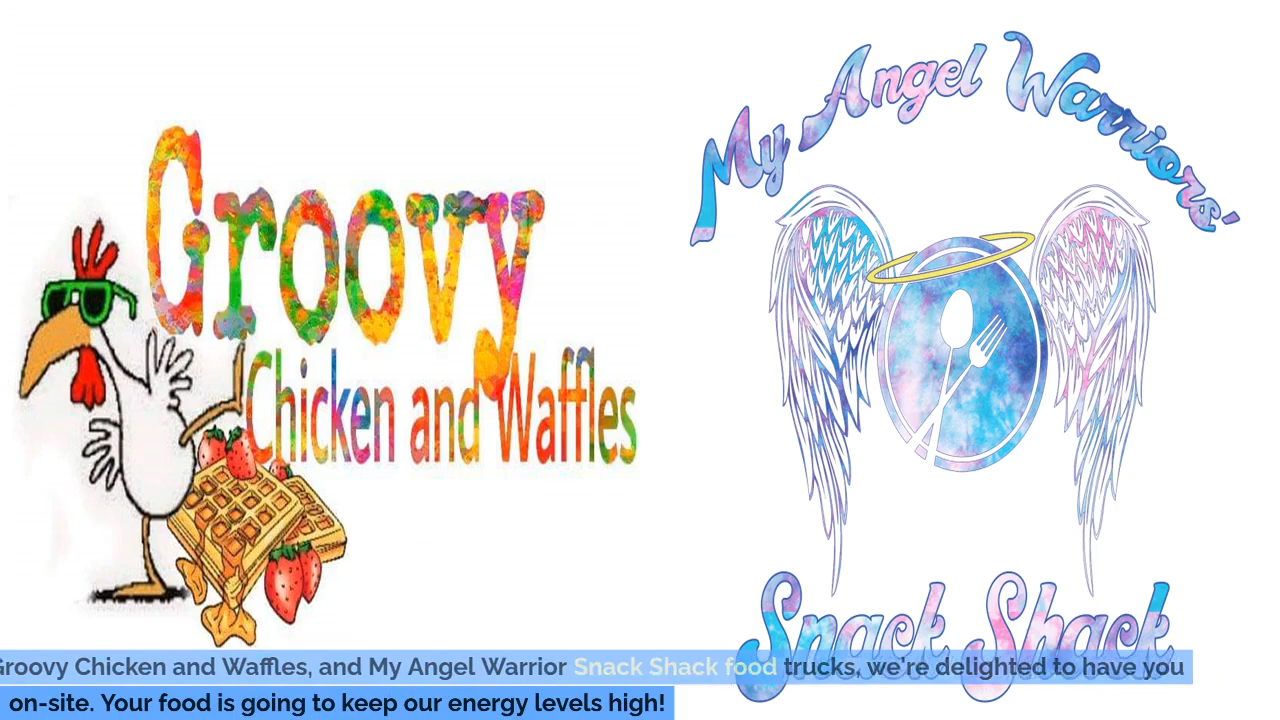 Groovy
Chicken and Waffles
My Angel Warriors'
Snack Shack
Groovy Chicken and Waffles, and My Angel Warrior Snack Shack food trucks, we're delighted to have you
on-site. Your food is going to keep our energy levels high!